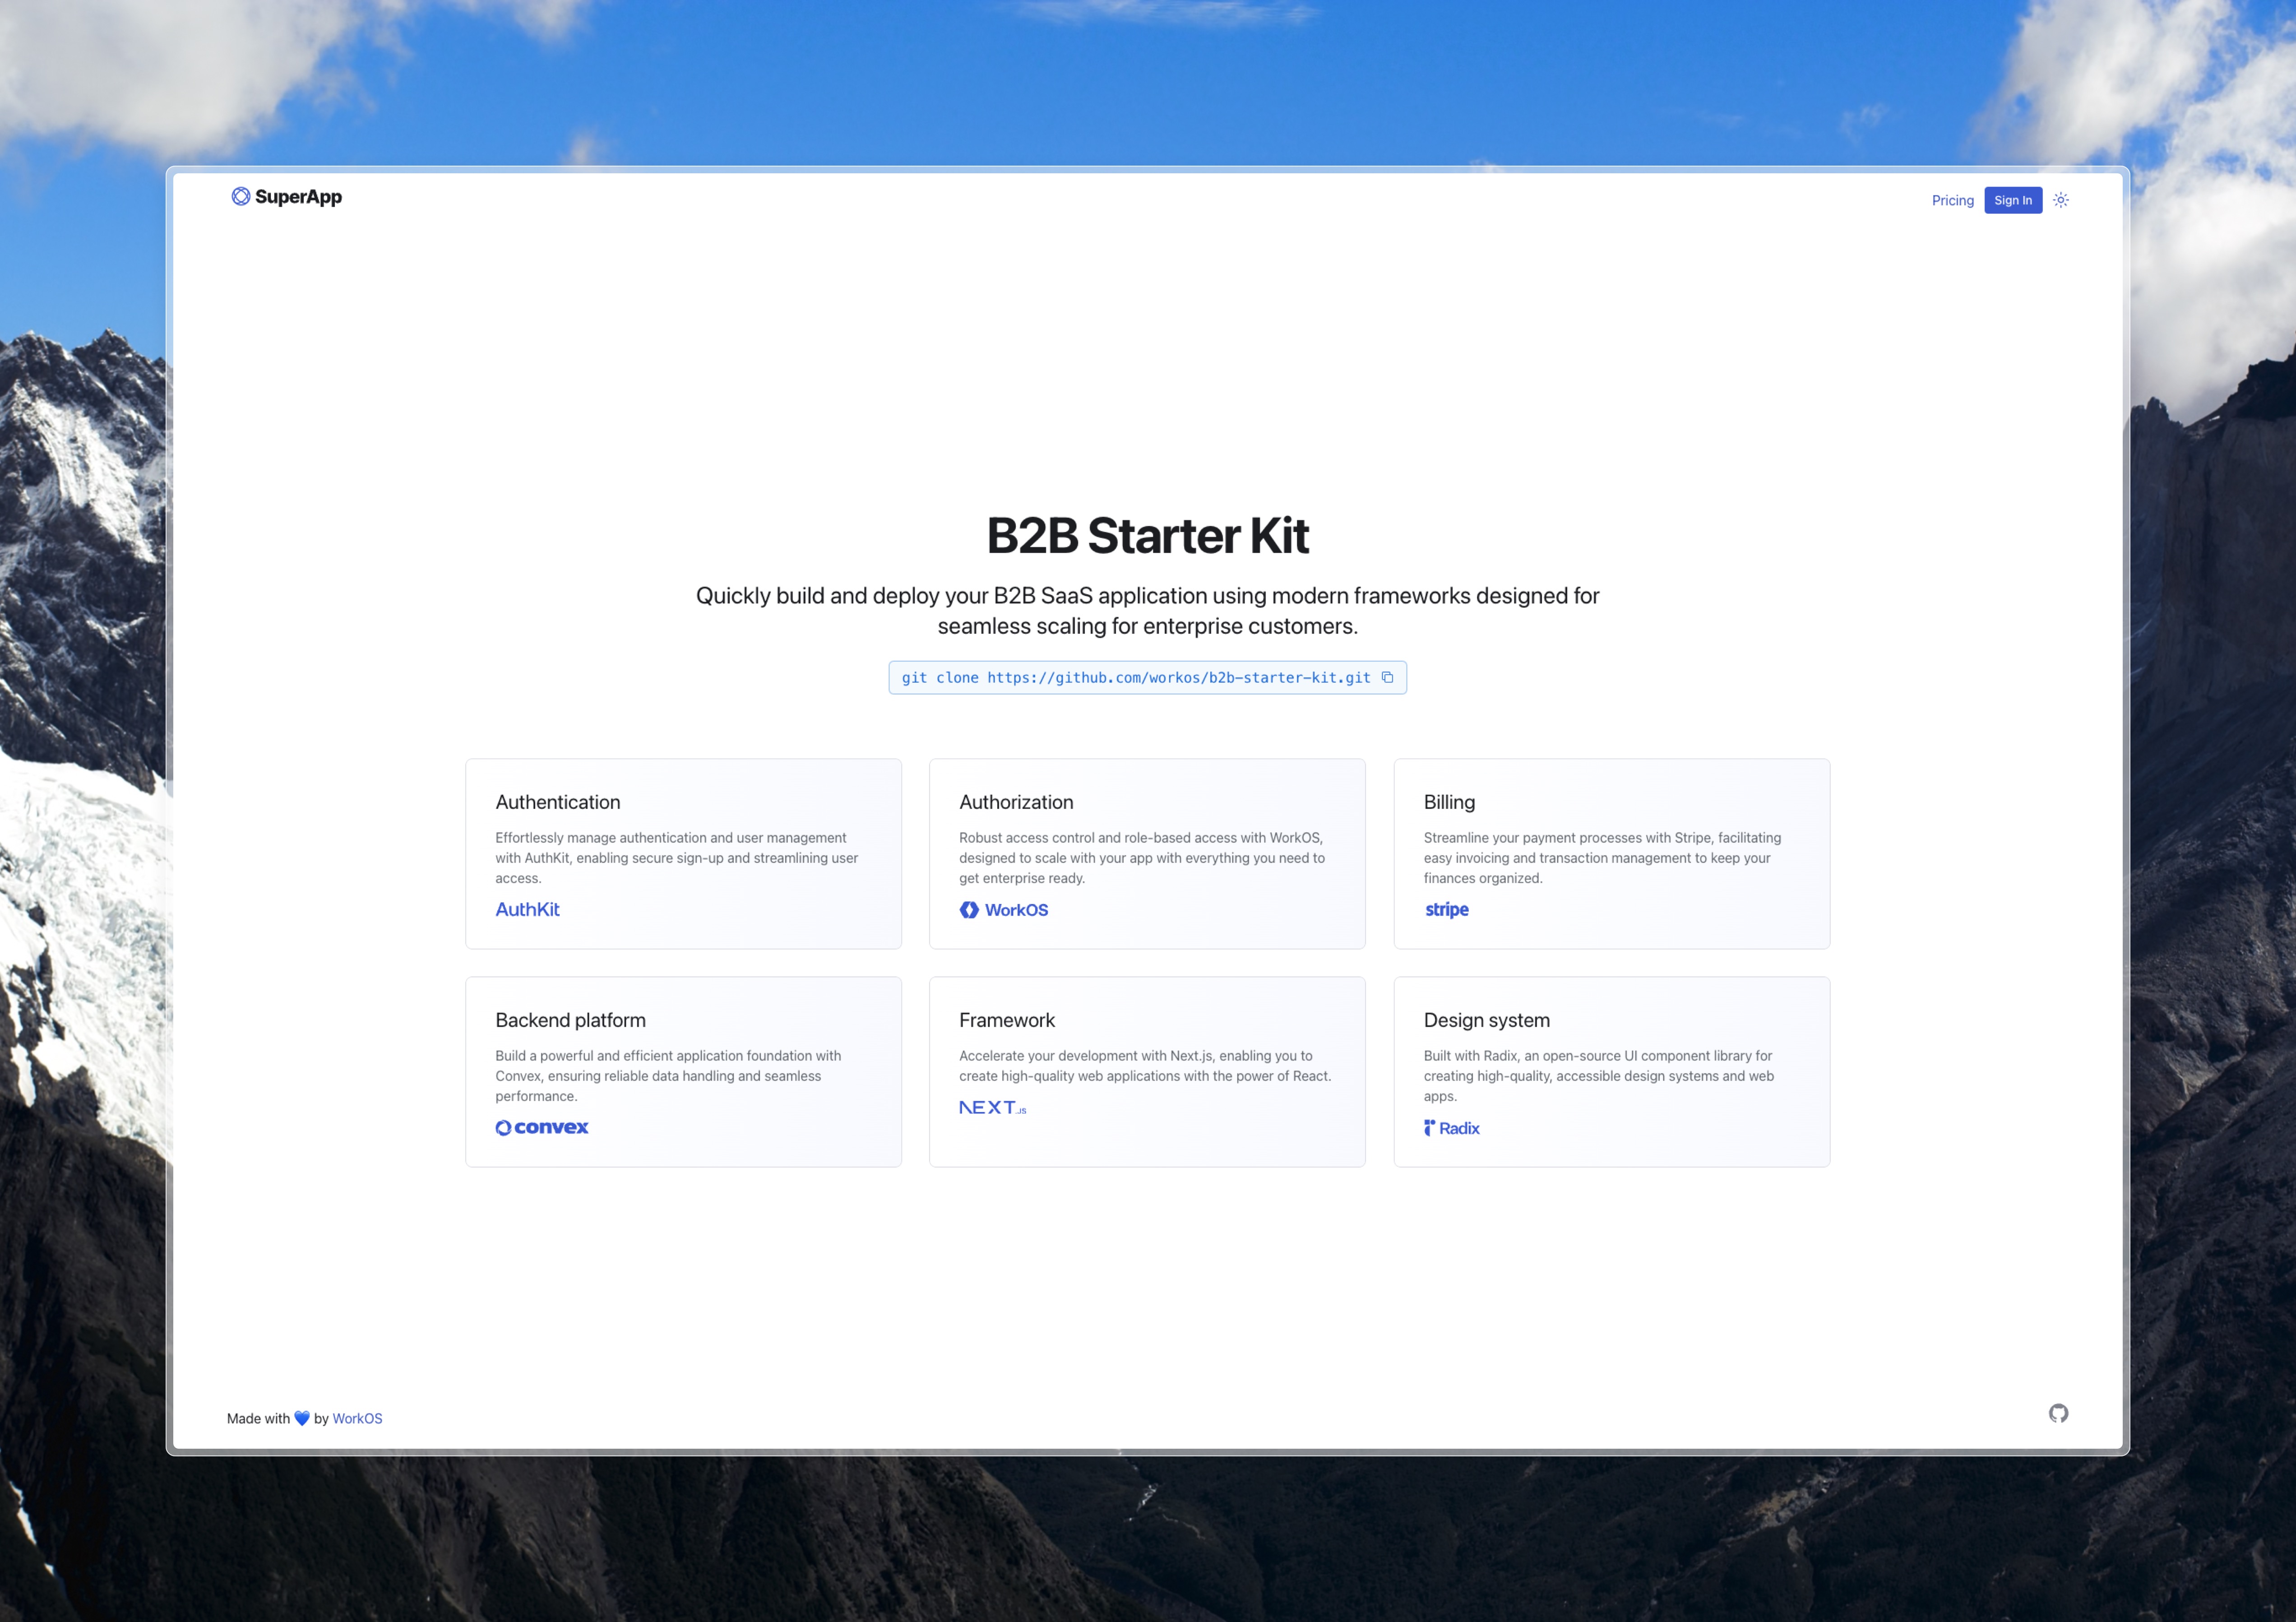 SuperApp
Pricing
Sign In
B2B Starter Kit
Quickly build and deploy your B2B SaaS application using modern frameworks designed for
seamless scaling for enterprise customers.
git clone https://github.com/workos/b2b-starter-kit.git
Authentication
Effortlessly manage authentication and user management
with AuthKit, enabling secure sign-up and streamlining user
access.
AuthKit
Authorization
Robust access control and role-based access with WorkOS,
designed to scale with your app with everything you need to
get enterprise ready.
WorkOS
Billing
Streamline your payment processes with Stripe, facilitating
easy invoicing and transaction management to keep your
finances organized.
stripe
Backend platform
Build a powerful and efficient application foundation with
Convex, ensuring reliable data handling and seamless
performance.
convex
Framework
Accelerate your development with Next.js, enabling you to
create high-quality web applications with the power of React.
NEXT.JS
Design system
Built with Radix, an open-source UI component library for
creating high-quality, accessible design systems and web
apps.
Radix
Made with 💙 by WorkOS